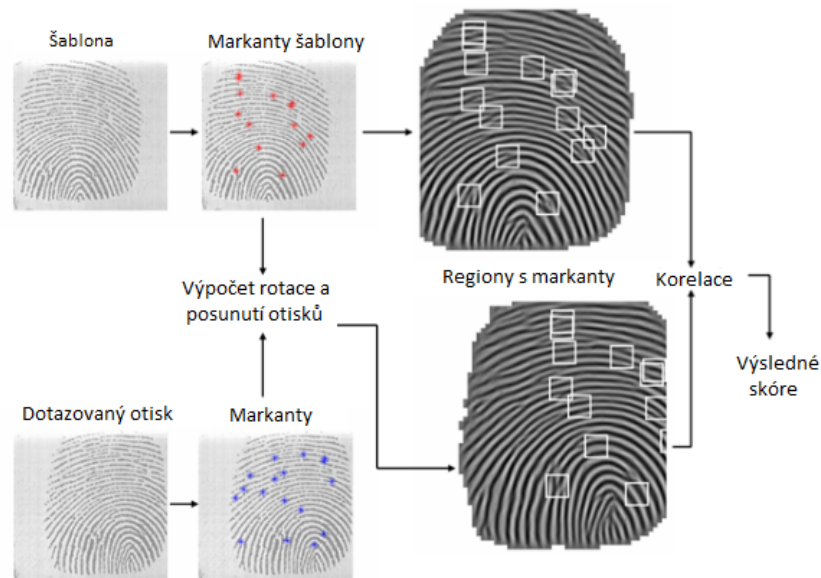 Šablona
Markanty šablony
Výpočet rotace a
posunutí otisků
Regiony s markanty
Korelace
Výsledné
skóre
Dotazovaný otisk
Markanty